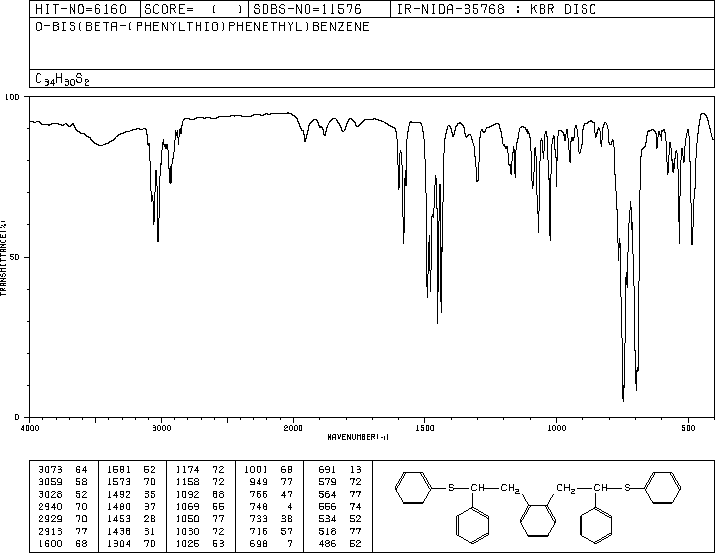 HIT-NO=6160 SCORE= ( ) SDBS-NO=11576 IR-NIDA-35768 : KBR DISC
O-BIS(BETA-(PHENYLTHIO)PHENETHYL)BENZENE
C34H30S2
100
50
0
TRANSMITTANCE(%)
4000 3000 2000 1500 1000 500
WAVENUMBER(-1)
3073 64 1581 52 1174 72 1001 68 691 13
3059 58 1573 70 1158 72 949 77 579 72
3028 52 1492 35 1092 68 766 47 564 77
2940 70 1480 37 1069 55 748 4 556 74
2929 70 1453 28 1050 77 733 38 534 52
2913 77 1438 31 1030 72 716 57 518 77
1600 68 1304 70 1026 53 698 7 486 52
S CH CH2 CH2 CH S